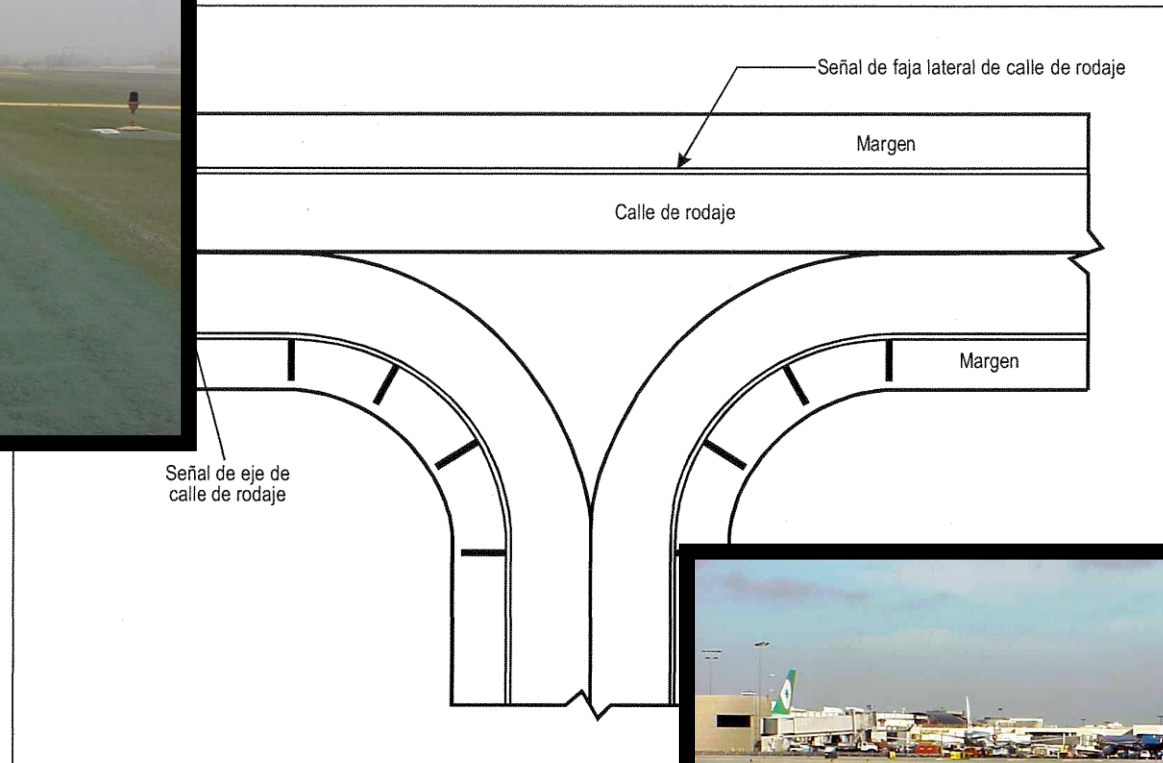 Señal de faja lateral de calle de rodaje
Margen
Calle de rodaje
Margen
Señal de eje de
calle de rodaje